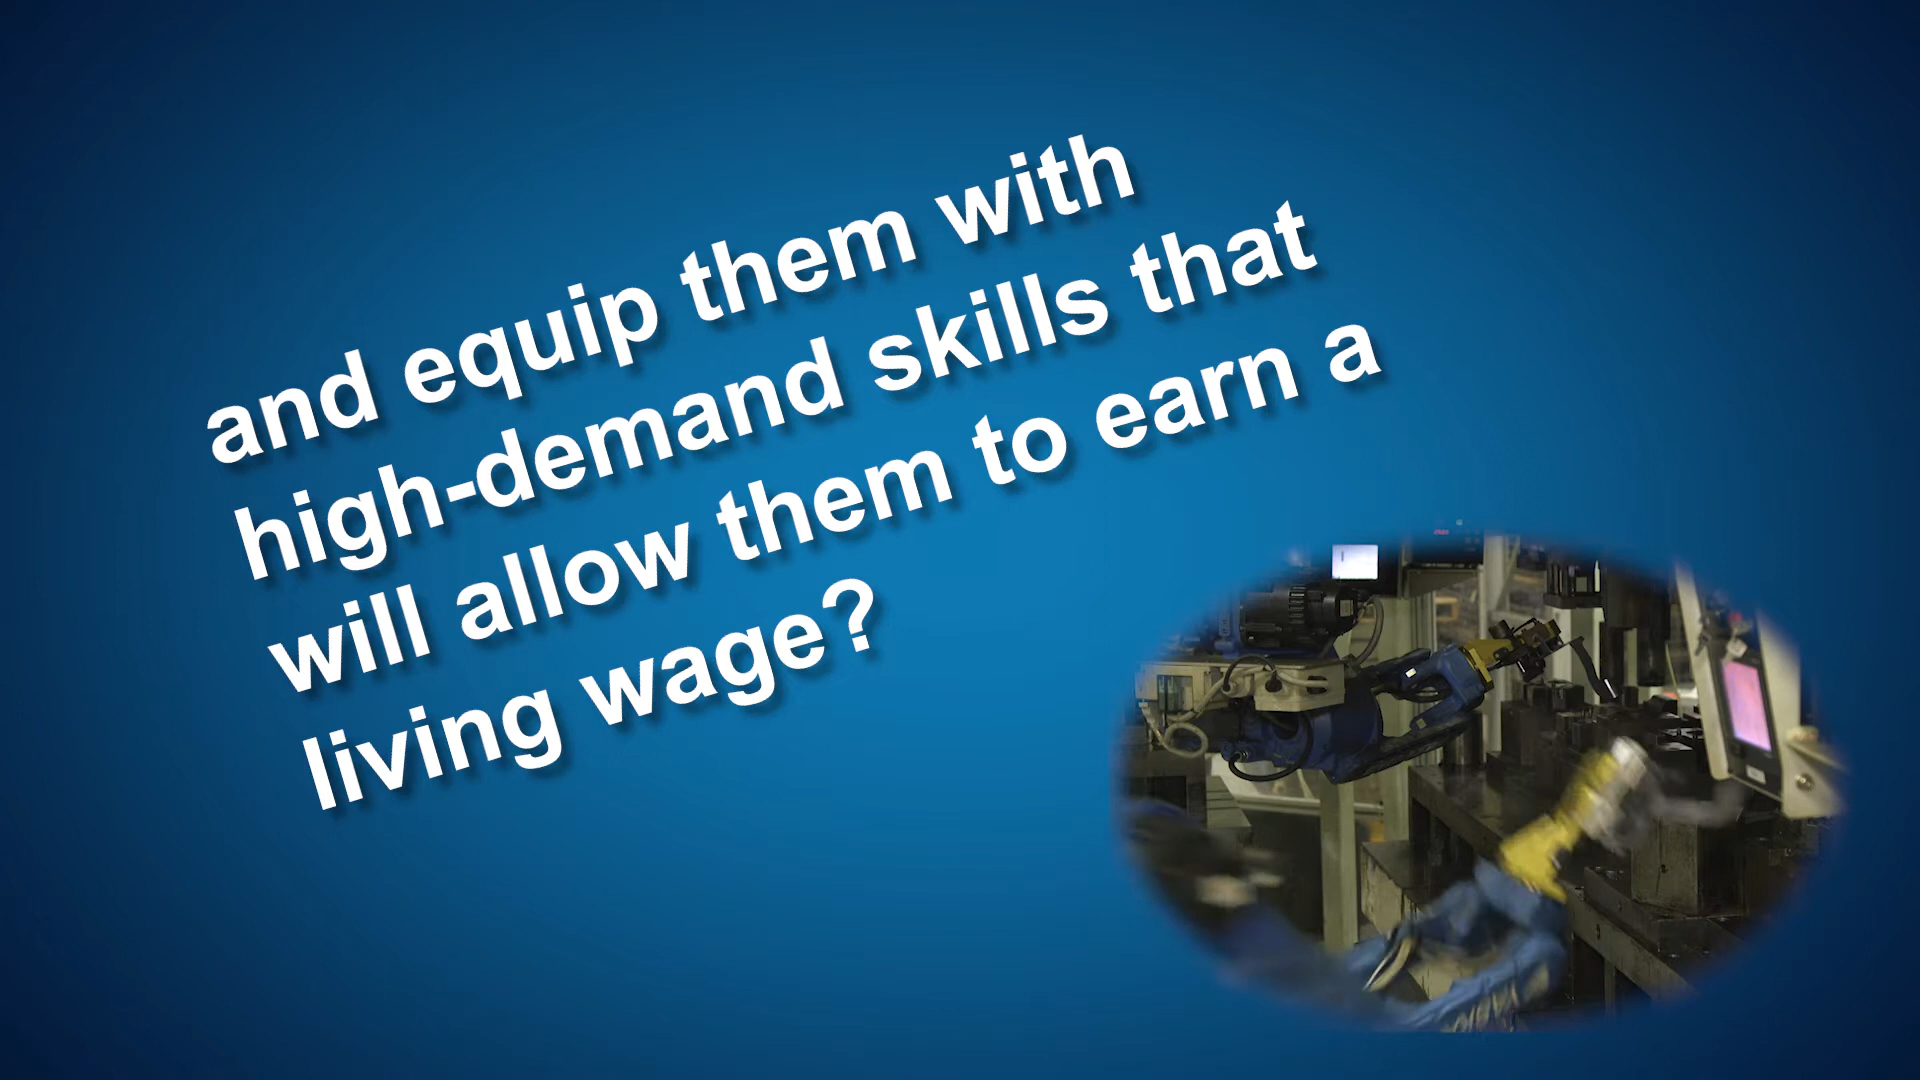 and equip them with
high-demand skills that
will allow them to earn a
living wage?